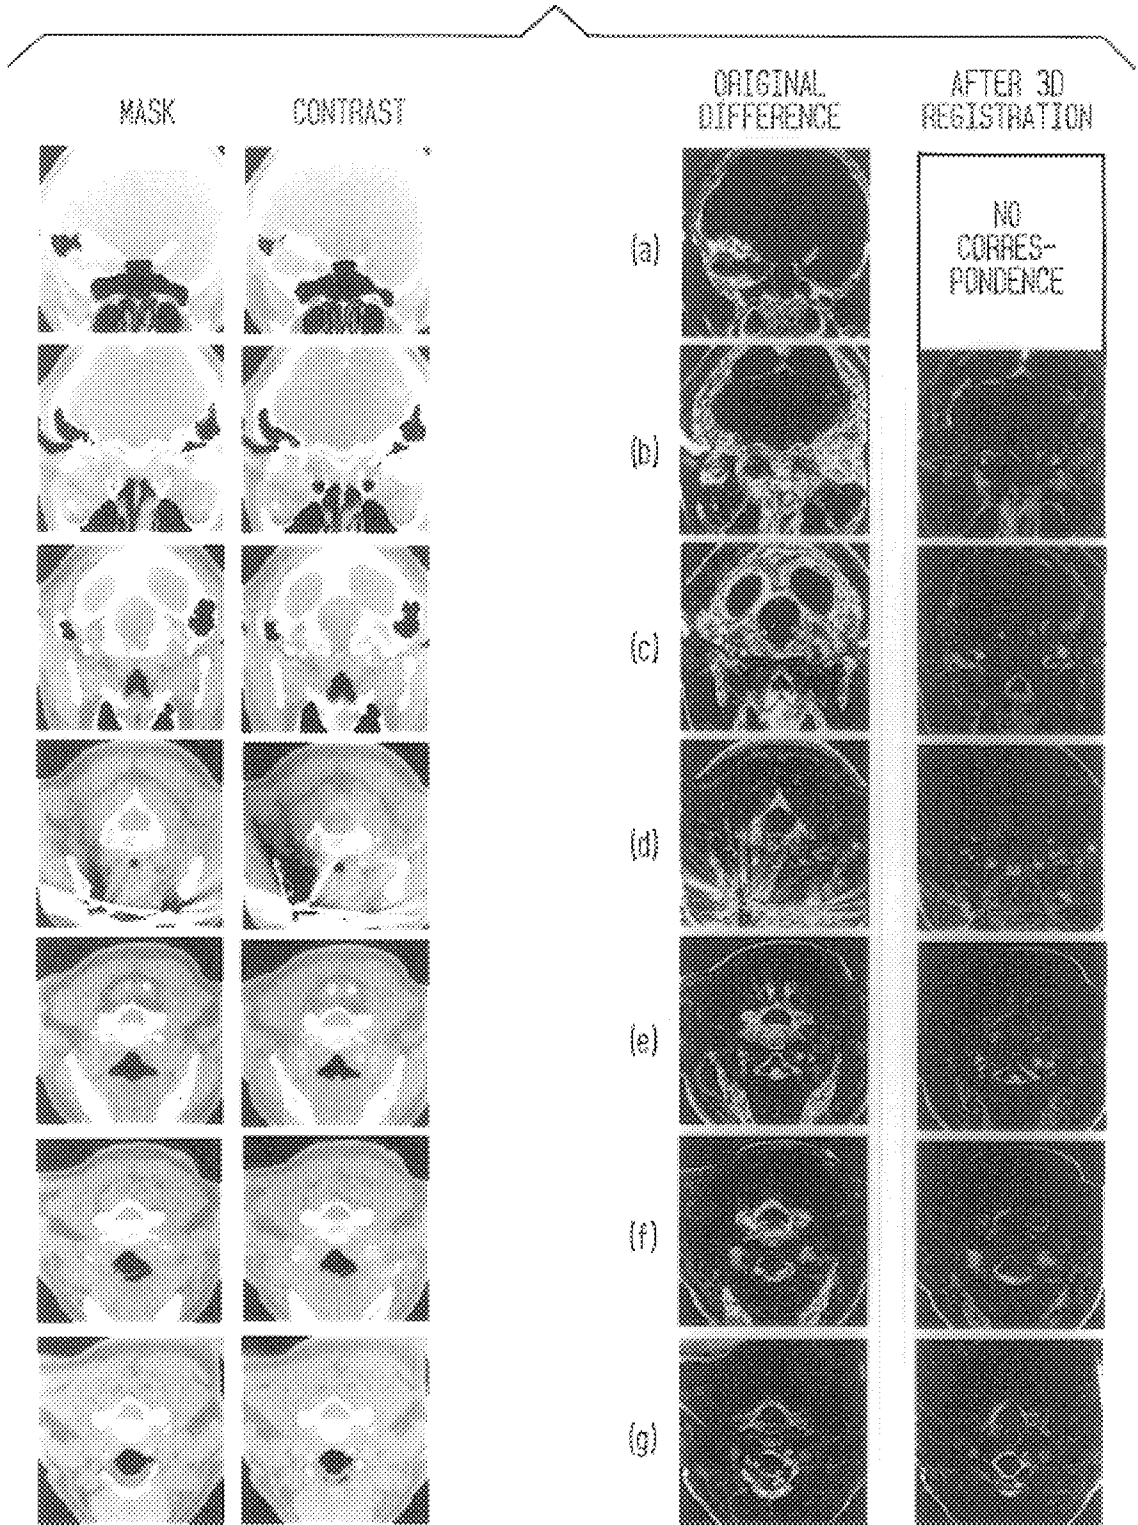 MASK
CONTRAST
ORIGINAL
DIFFERENCE
AFTER 3D
REGISTRATION
(a)
NO
CORRES-
PONDENCE
(b)
(c)
(d)
(e)
(f)
(g)